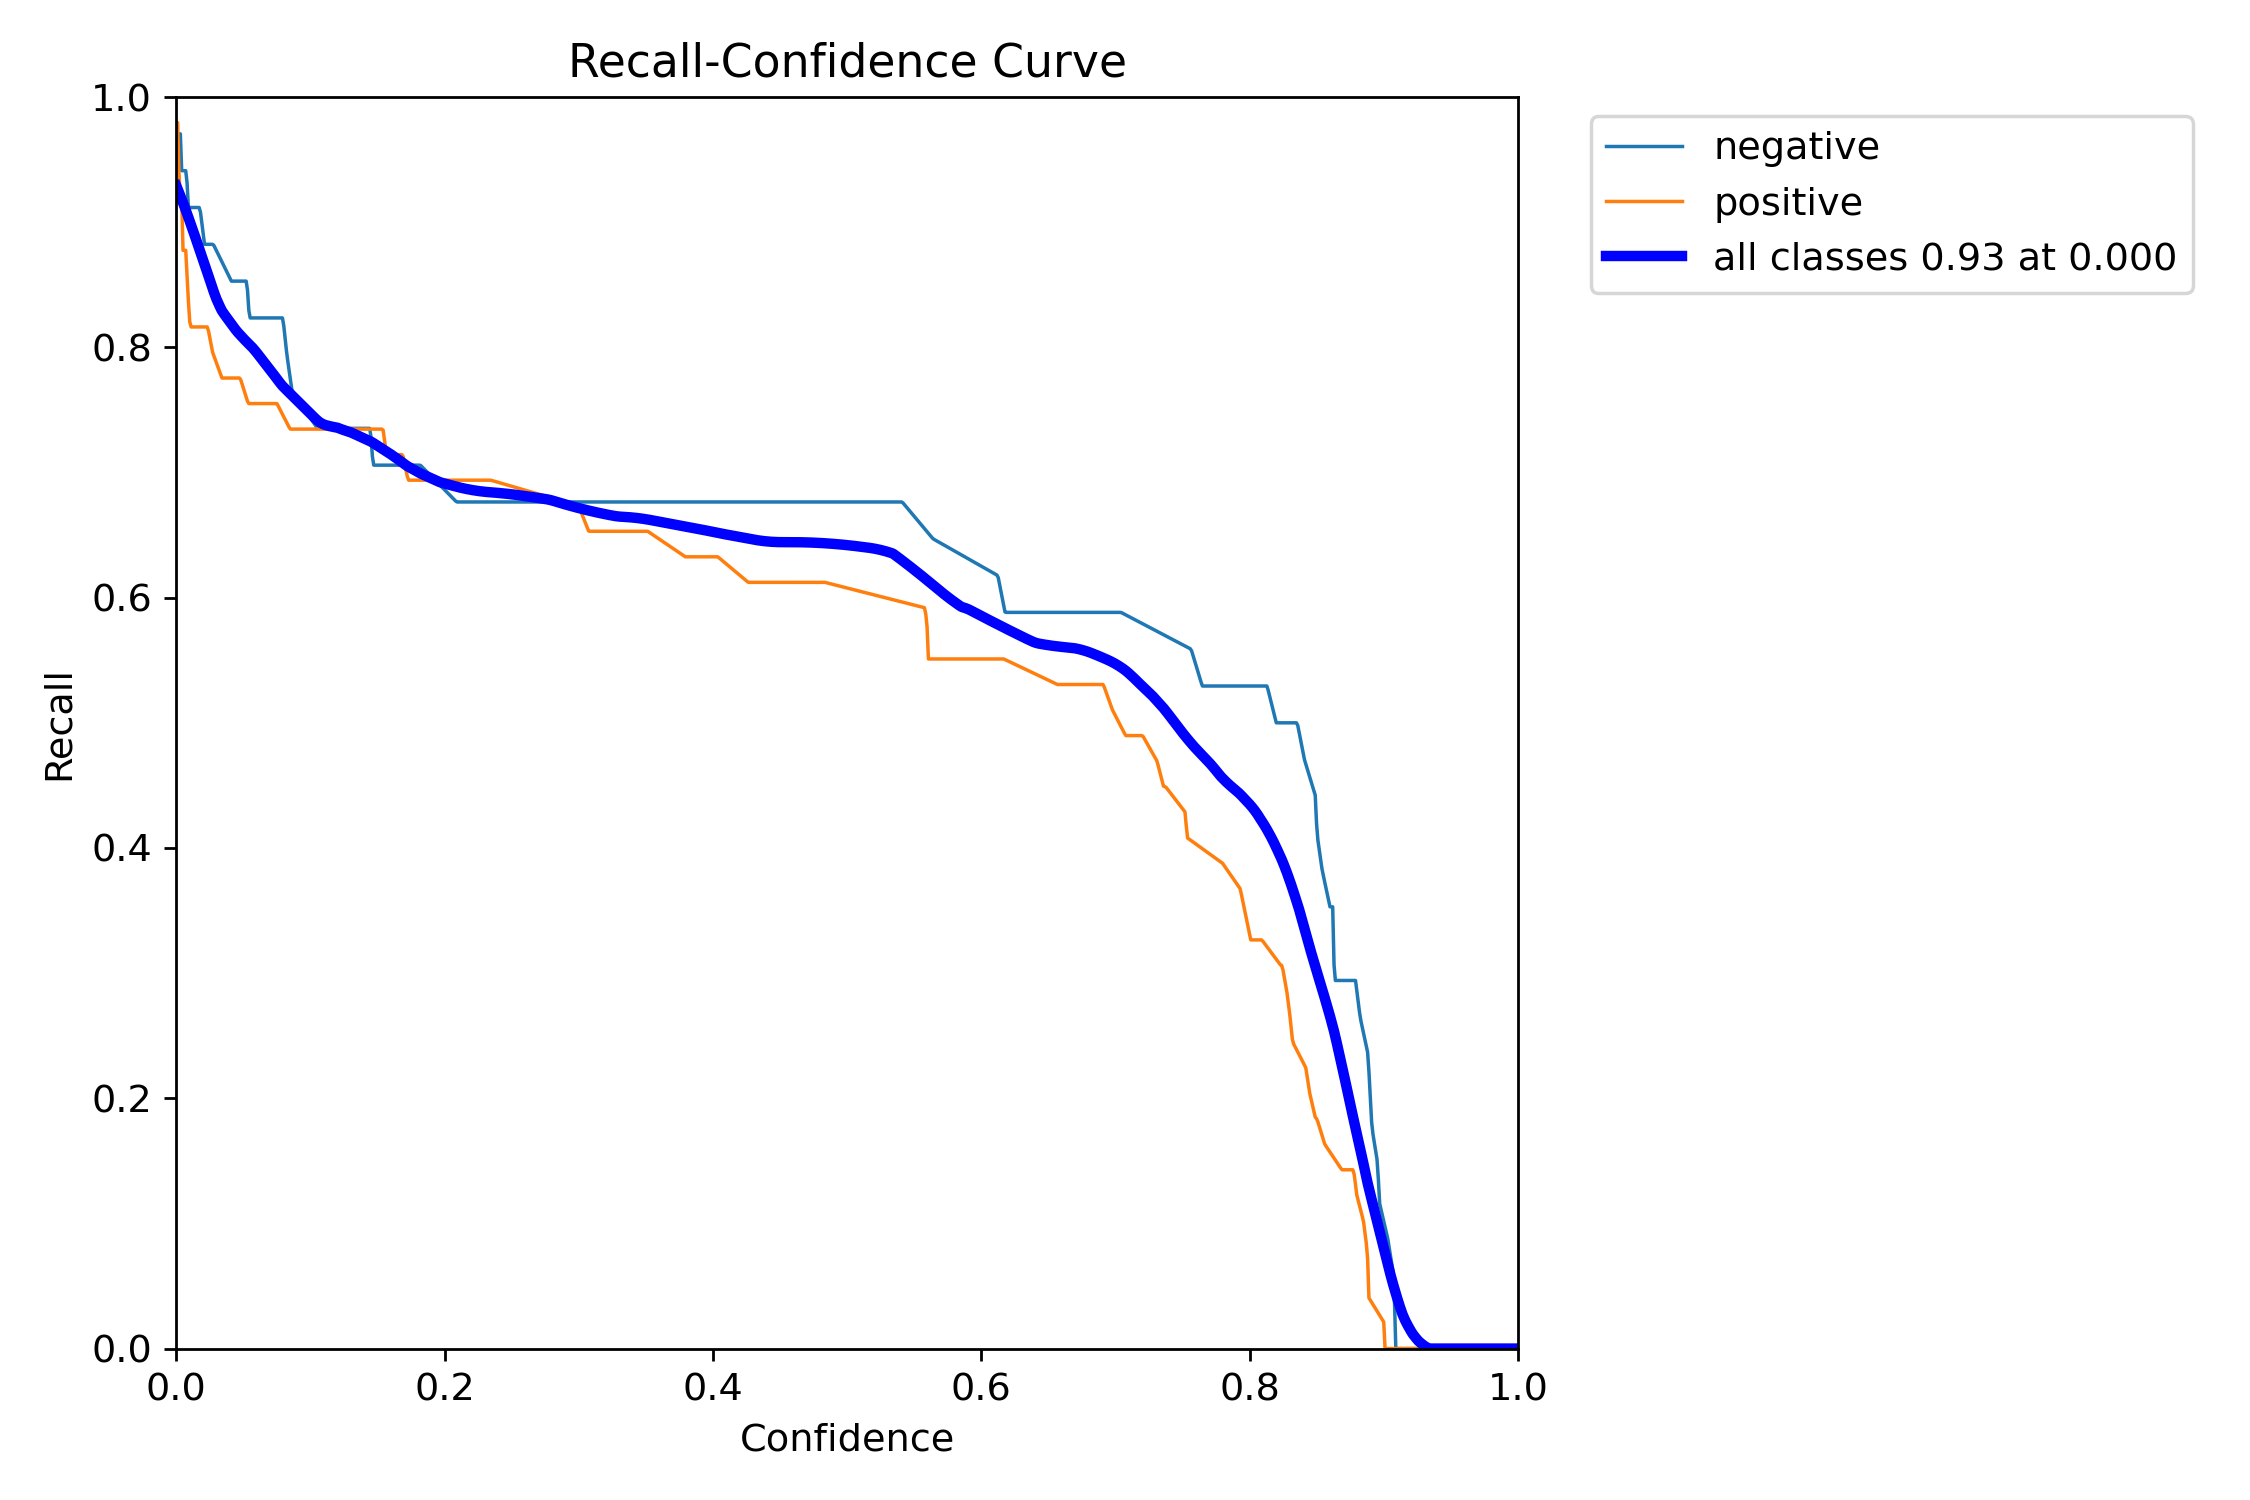 Recall-Confidence Curve
1.0
0.8
0.6
0.4
0.2
0.0
Recall
0.0 0.2 0.4 0.6 0.8 1.0
Confidence
negative
positive
all classes 0.93 at 0.000